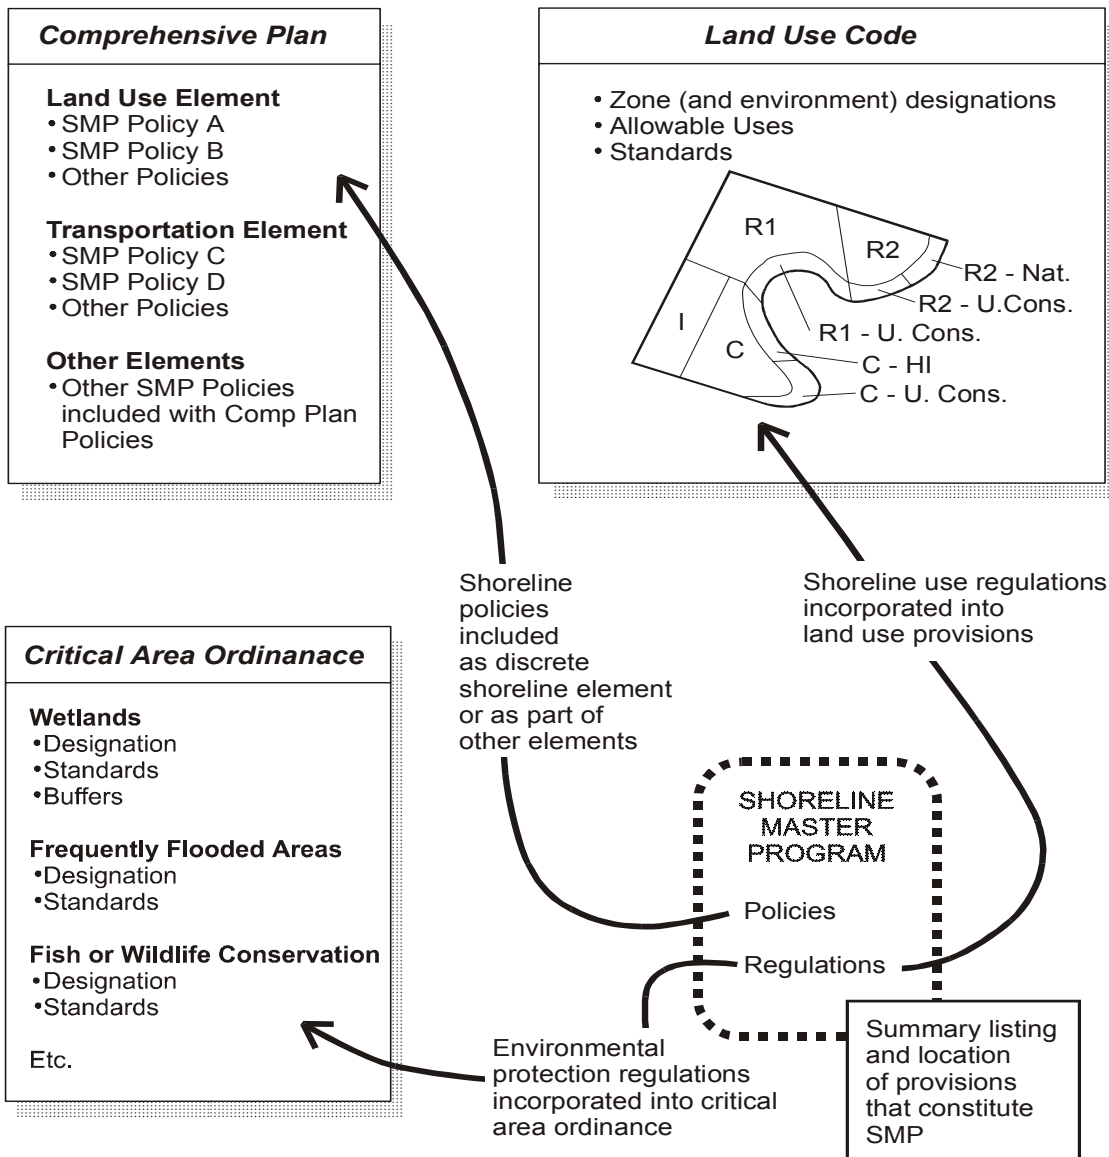 Comprehensive Plan
Land Use Element
• SMP Policy A
• SMP Policy B
• Other Policies
Transportation Element
• SMP Policy C
• SMP Policy D
• Other Policies
Other Elements
• Other SMP Policies
included with Comp Plan
Policies
Land Use Code
• Zone (and environment) designations
• Allowable Uses
• Standards
R1
R2
R2 - Nat.
R2 - U.Cons.
R1 - U. Cons.
I
C
C - HI
C - U. Cons.
Shoreline
policies
included
as discrete
shoreline element
or as part of
other elements
Shoreline use regulations
incorporated into
land use provisions
Critical Area Ordinanace
Wetlands
•Designation
•Standards
•Buffers
Frequently Flooded Areas
•Designation
•Standards
Fish or Wildlife Conservation
•Designation
•Standards
Etc.
SHORELINE
MASTER
PROGRAM
Policies
Regulations
Environmental
protection regulations
incorporated into critical
area ordinance
Summary listing
and location
of provisions
that constitute
SMP